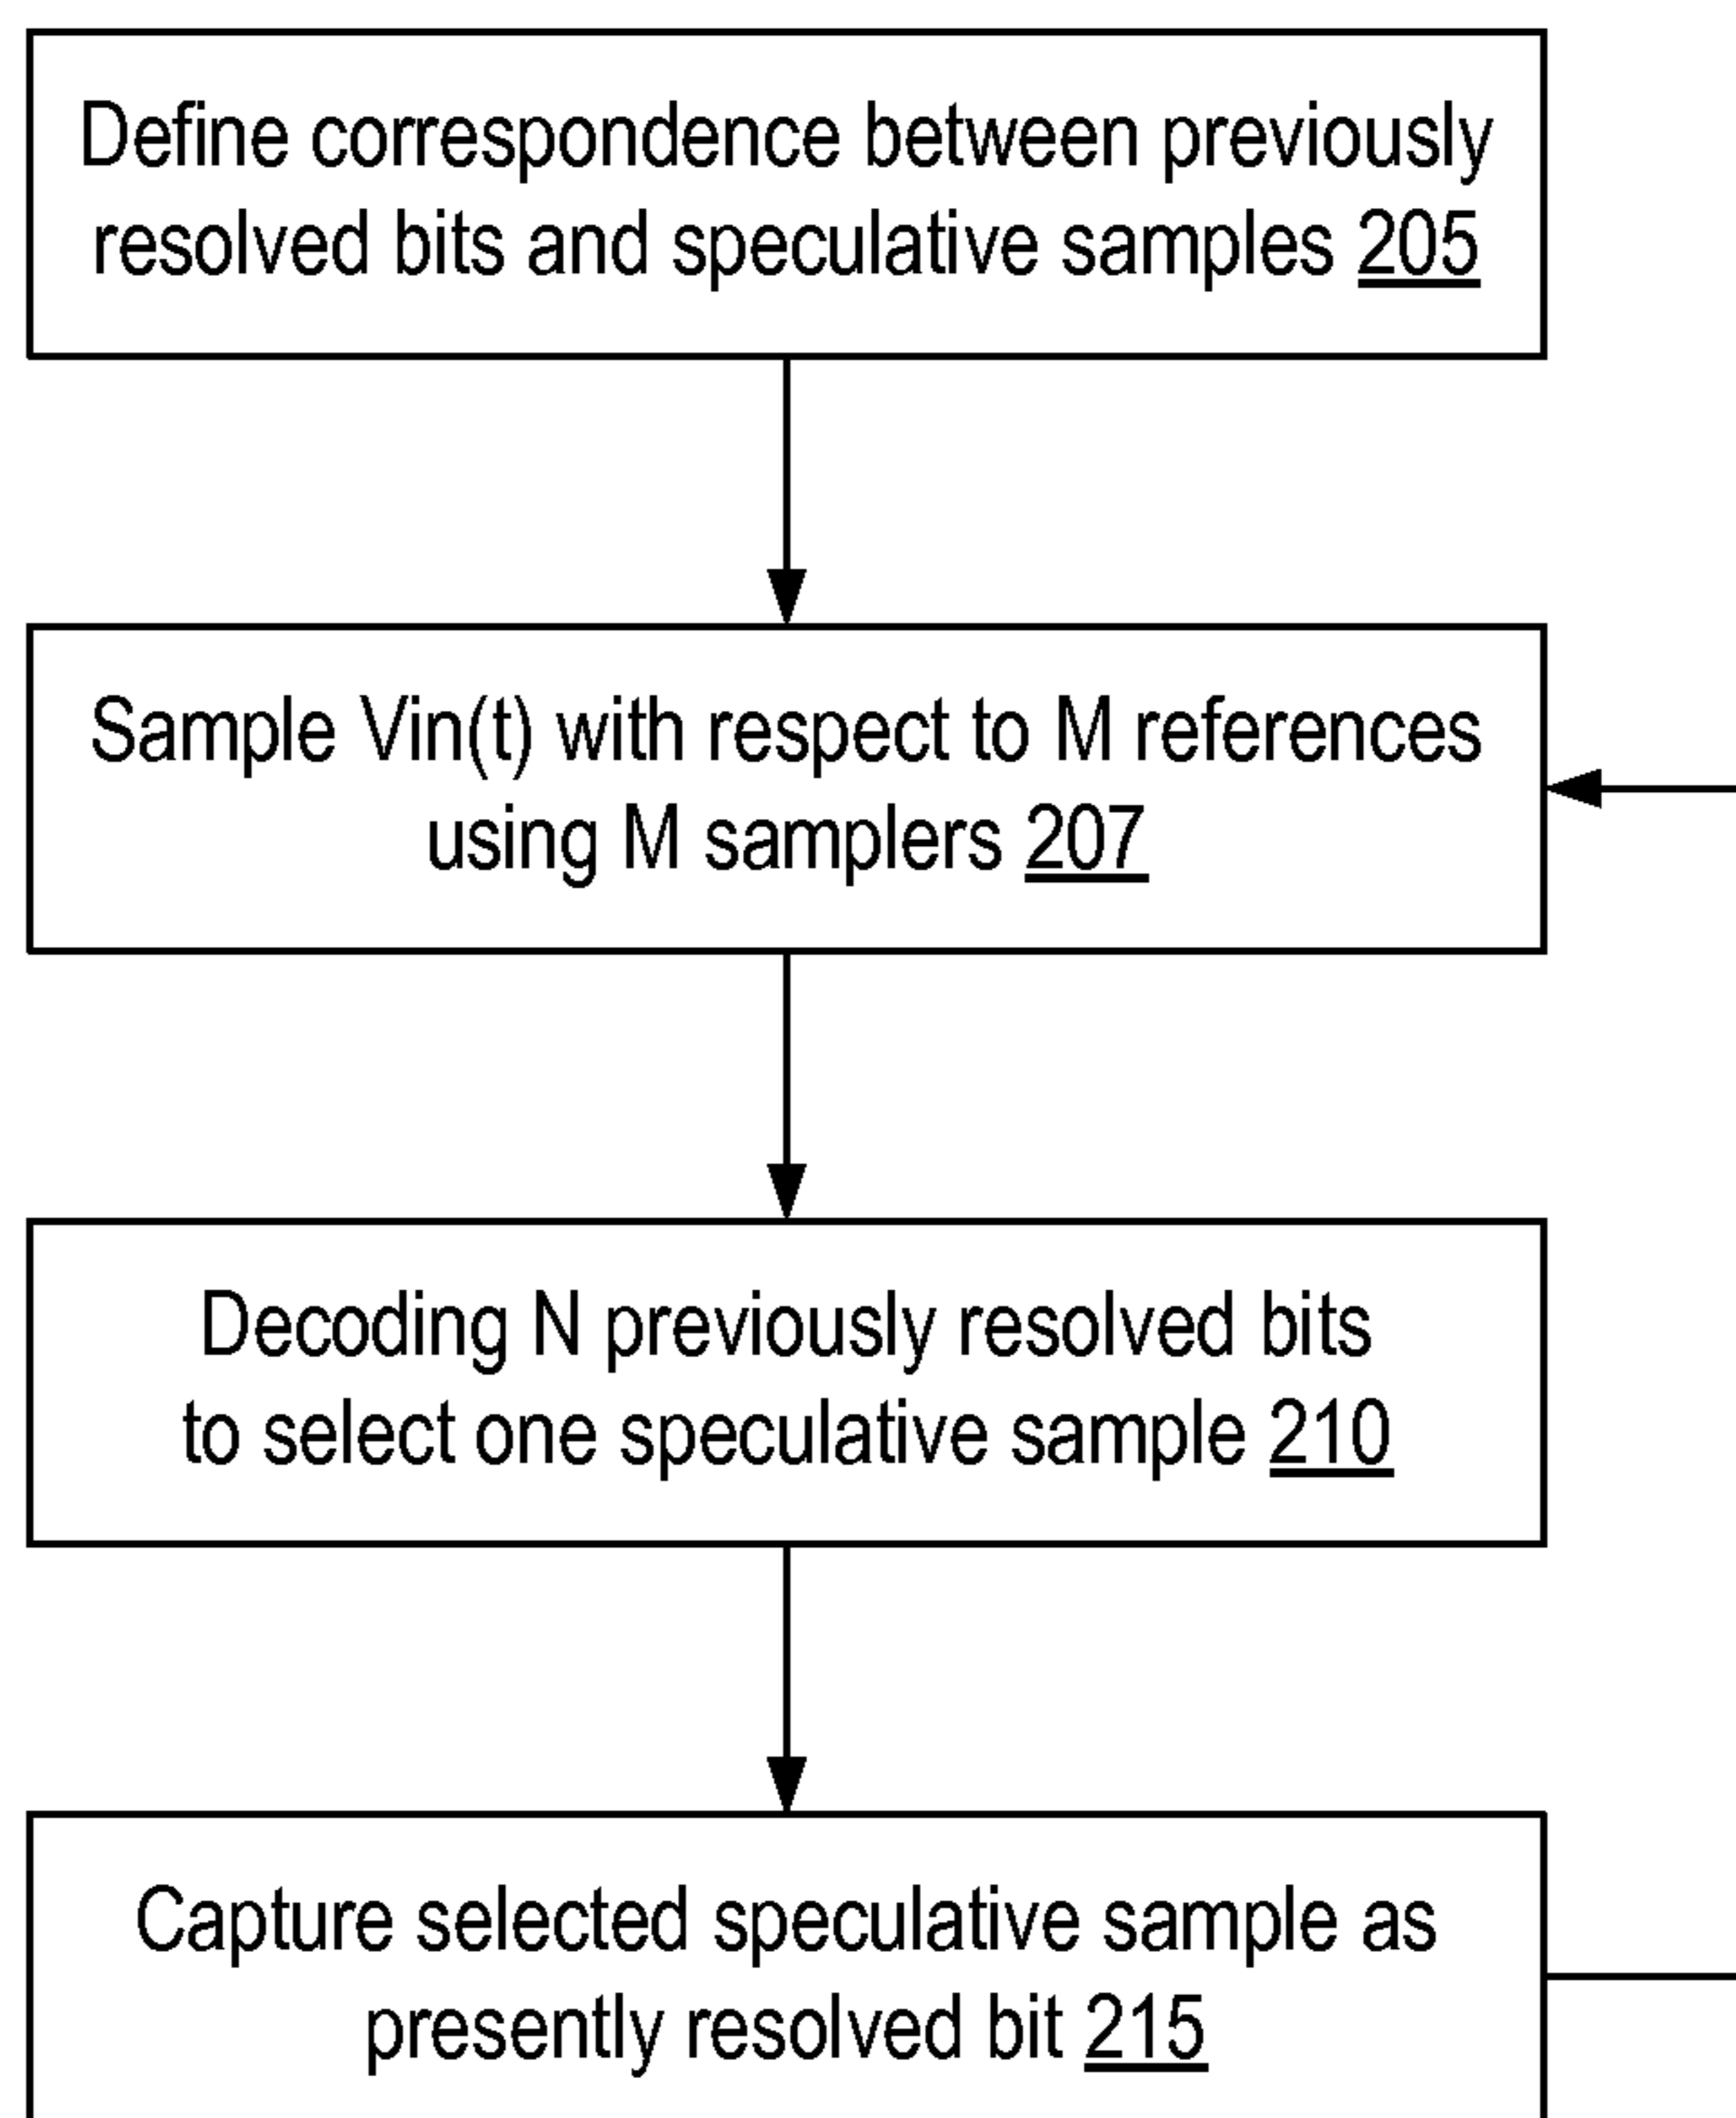 Define correspondence between previously
resolved bits and speculative samples 205
Sample Vin(t) with respect to M references
using M samplers 207
Decoding N previously resolved bits
to select one speculative sample 210
Capture selected speculative sample as
presently resolved bit 215